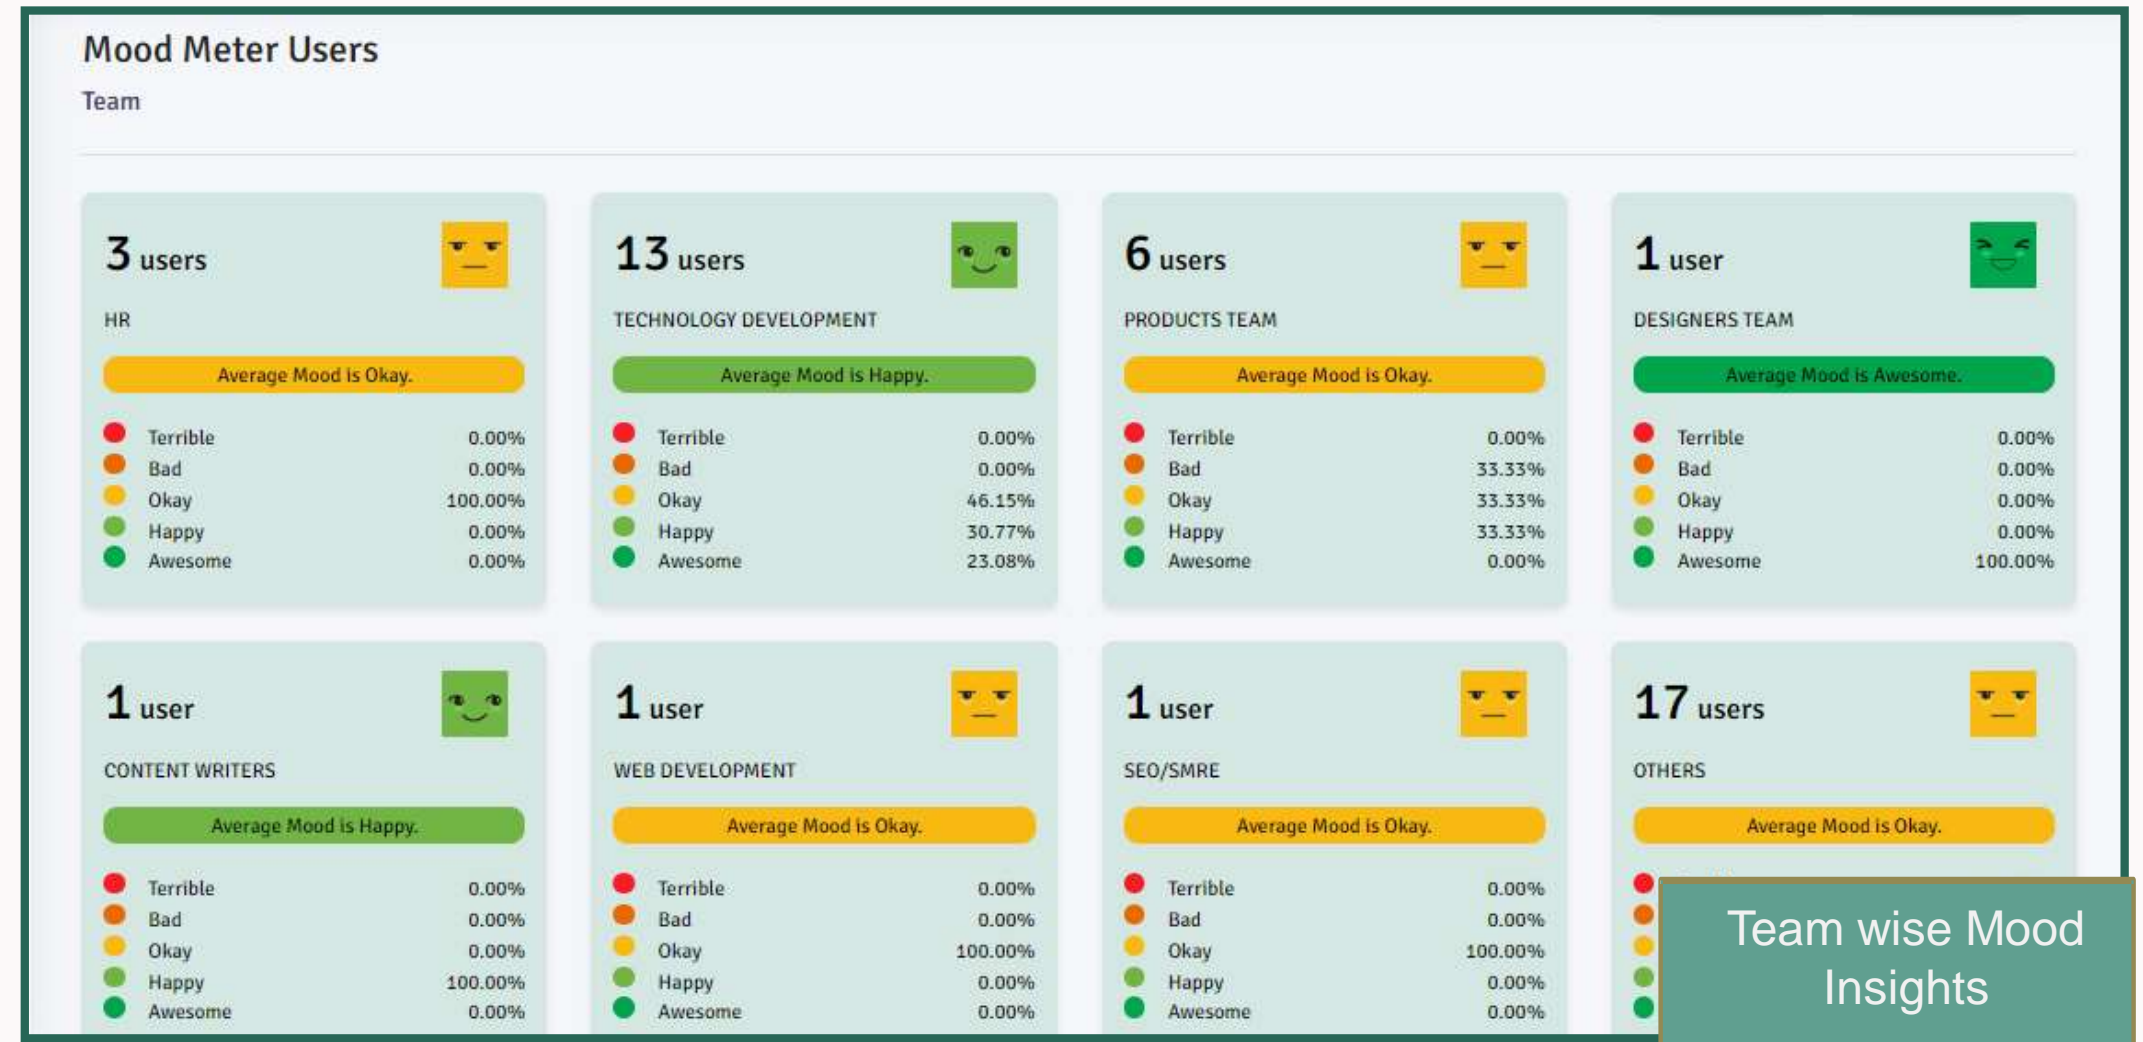 Mood Meter Users
Team
3 users
HR
Average Mood is Okay.
Terrible 0.00%
Bad 0.00%
Okay 100.00%
Happy 0.00%
Awesome 0.00%
13 users
TECHNOLOGY DEVELOPMENT
Average Mood is Happy.
Terrible 0.00%
Bad 0.00%
Okay 46.15%
Happy 30.77%
Awesome 23.08%
6 users
PRODUCTS TEAM
Average Mood is Okay.
Terrible 0.00%
Bad 33.33%
Okay 33.33%
Happy 33.33%
Awesome 0.00%
1 user
DESIGNERS TEAM
Average Mood is Awesome.
Terrible 0.00%
Bad 0.00%
Okay 0.00%
Happy 0.00%
Awesome 100.00%
1 user
CONTENT WRITERS
Average Mood is Happy.
Terrible 0.00%
Bad 0.00%
Okay 0.00%
Happy 100.00%
Awesome 0.00%
1 user
WEB DEVELOPMENT
Average Mood is Okay.
Terrible 0.00%
Bad 0.00%
Okay 100.00%
Happy 0.00%
Awesome 0.00%
1 user
SEO/SMRE
Average Mood is Okay.
Terrible 0.00%
Bad 0.00%
Okay 100.00%
Happy 0.00%
Awesome 0.00%
17 users
OTHERS
Average Mood is Okay.
Team wise Mood
Insights